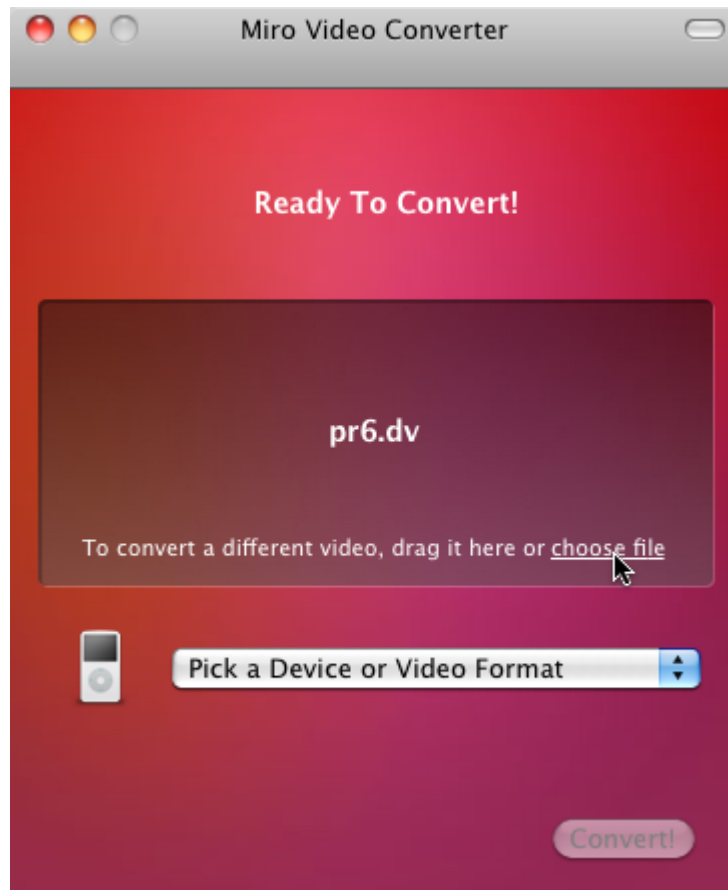 Miro Video Converter
Ready To Convert!
pr6.dv
To convert a different video, drag it here or choose file
Pick a Device or Video Format
Convert!